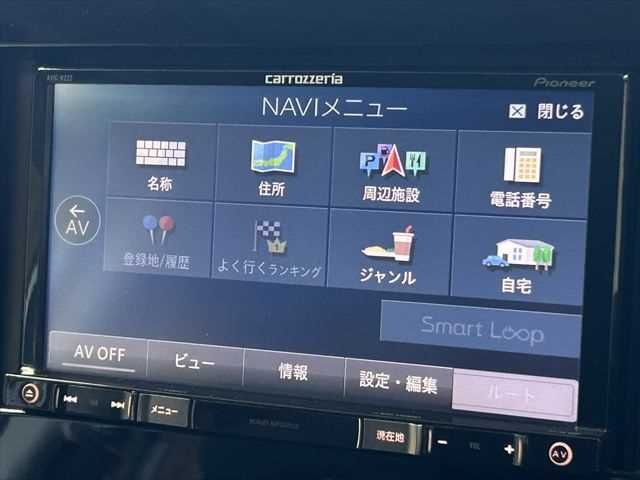 carrozzeria
Pioneer
NAVIメニュー
閉じる
名称
住所
周辺施設
電話番号
AV
登録地/履歴
よく行くランキング
ジャンル
自宅
Smart Loop
AV OFF
ビュー
情報
設定・編集
ルート
メニュー
現在地
VOL
AV